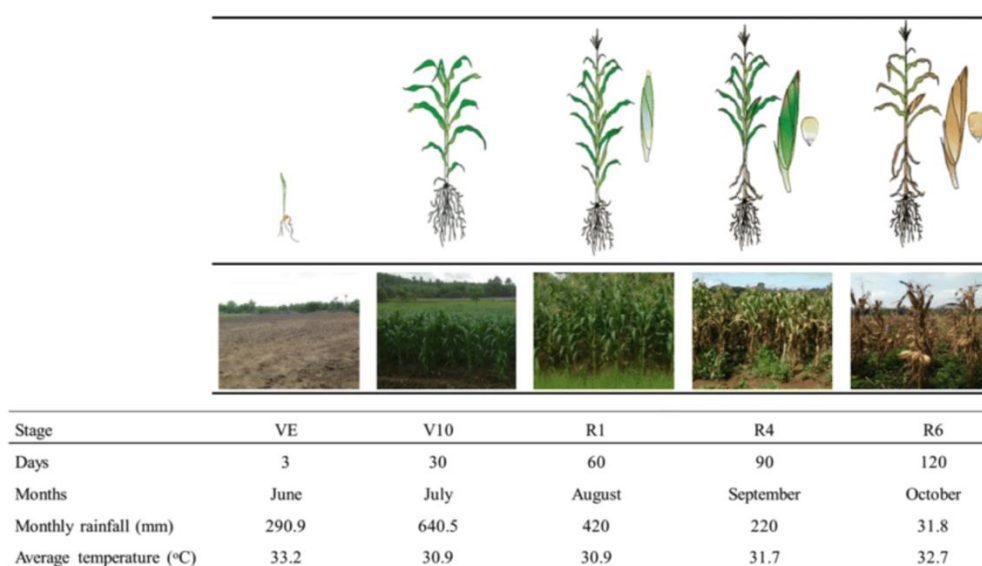 Stage VE V10 R1 R4 R6
Days 3 30 60 90 120
Months June July August September October
Monthly rainfall (mm) 290.9 640.5 420 220 31.8
Average temperature (°C) 33.2 30.9 30.9 31.7 32.7